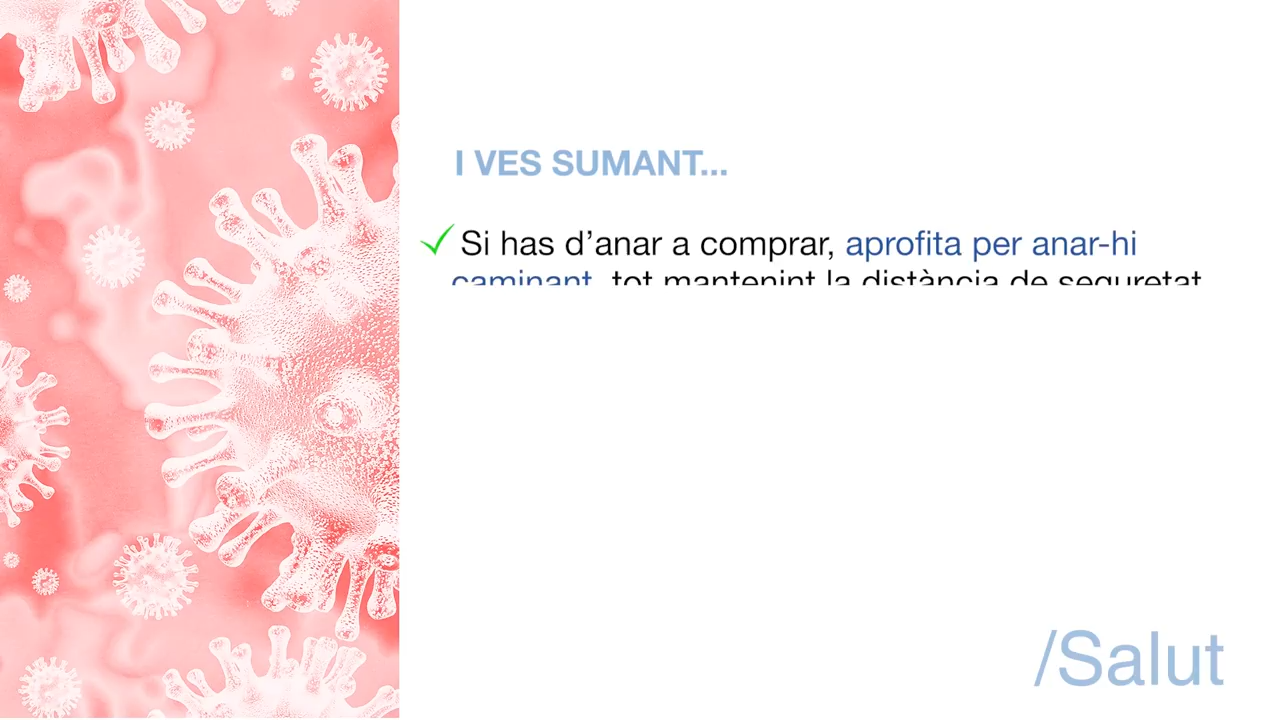 I VES SUMANT...
Si has d’anar a comprar, aprofita per anar-hi
caminant, tot mantenint la distància de seguretat
/Salut